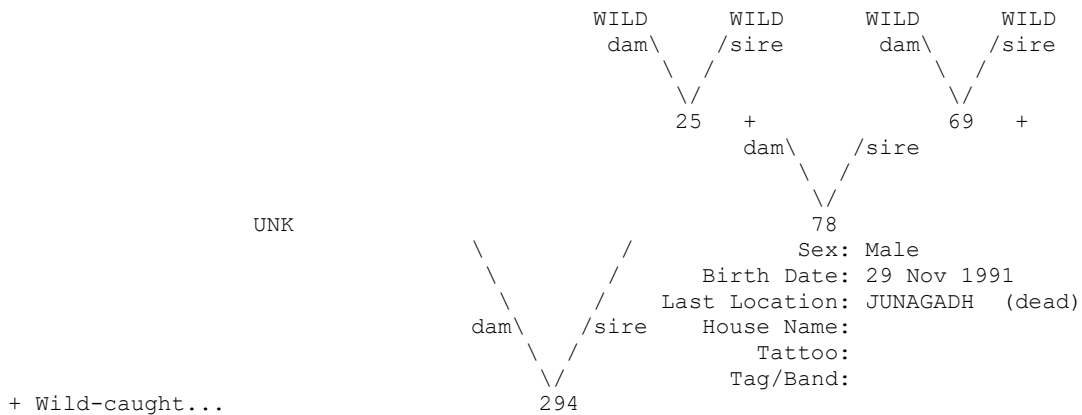 WILD WILD WILD WILD
dam\ /sire dam\ /sire
\ / \ /
\/ \/
25 + 69 +
dam\ /sire
\ /
\/
UNK 78
\ / Sex: Male
\ / Birth Date: 29 Nov 1991
\ / Last Location: JUNAGADH (dead)
dam\ /sire House Name:
\ / Tattoo:
\/ Tag/Band:
+ Wild-caught... 294